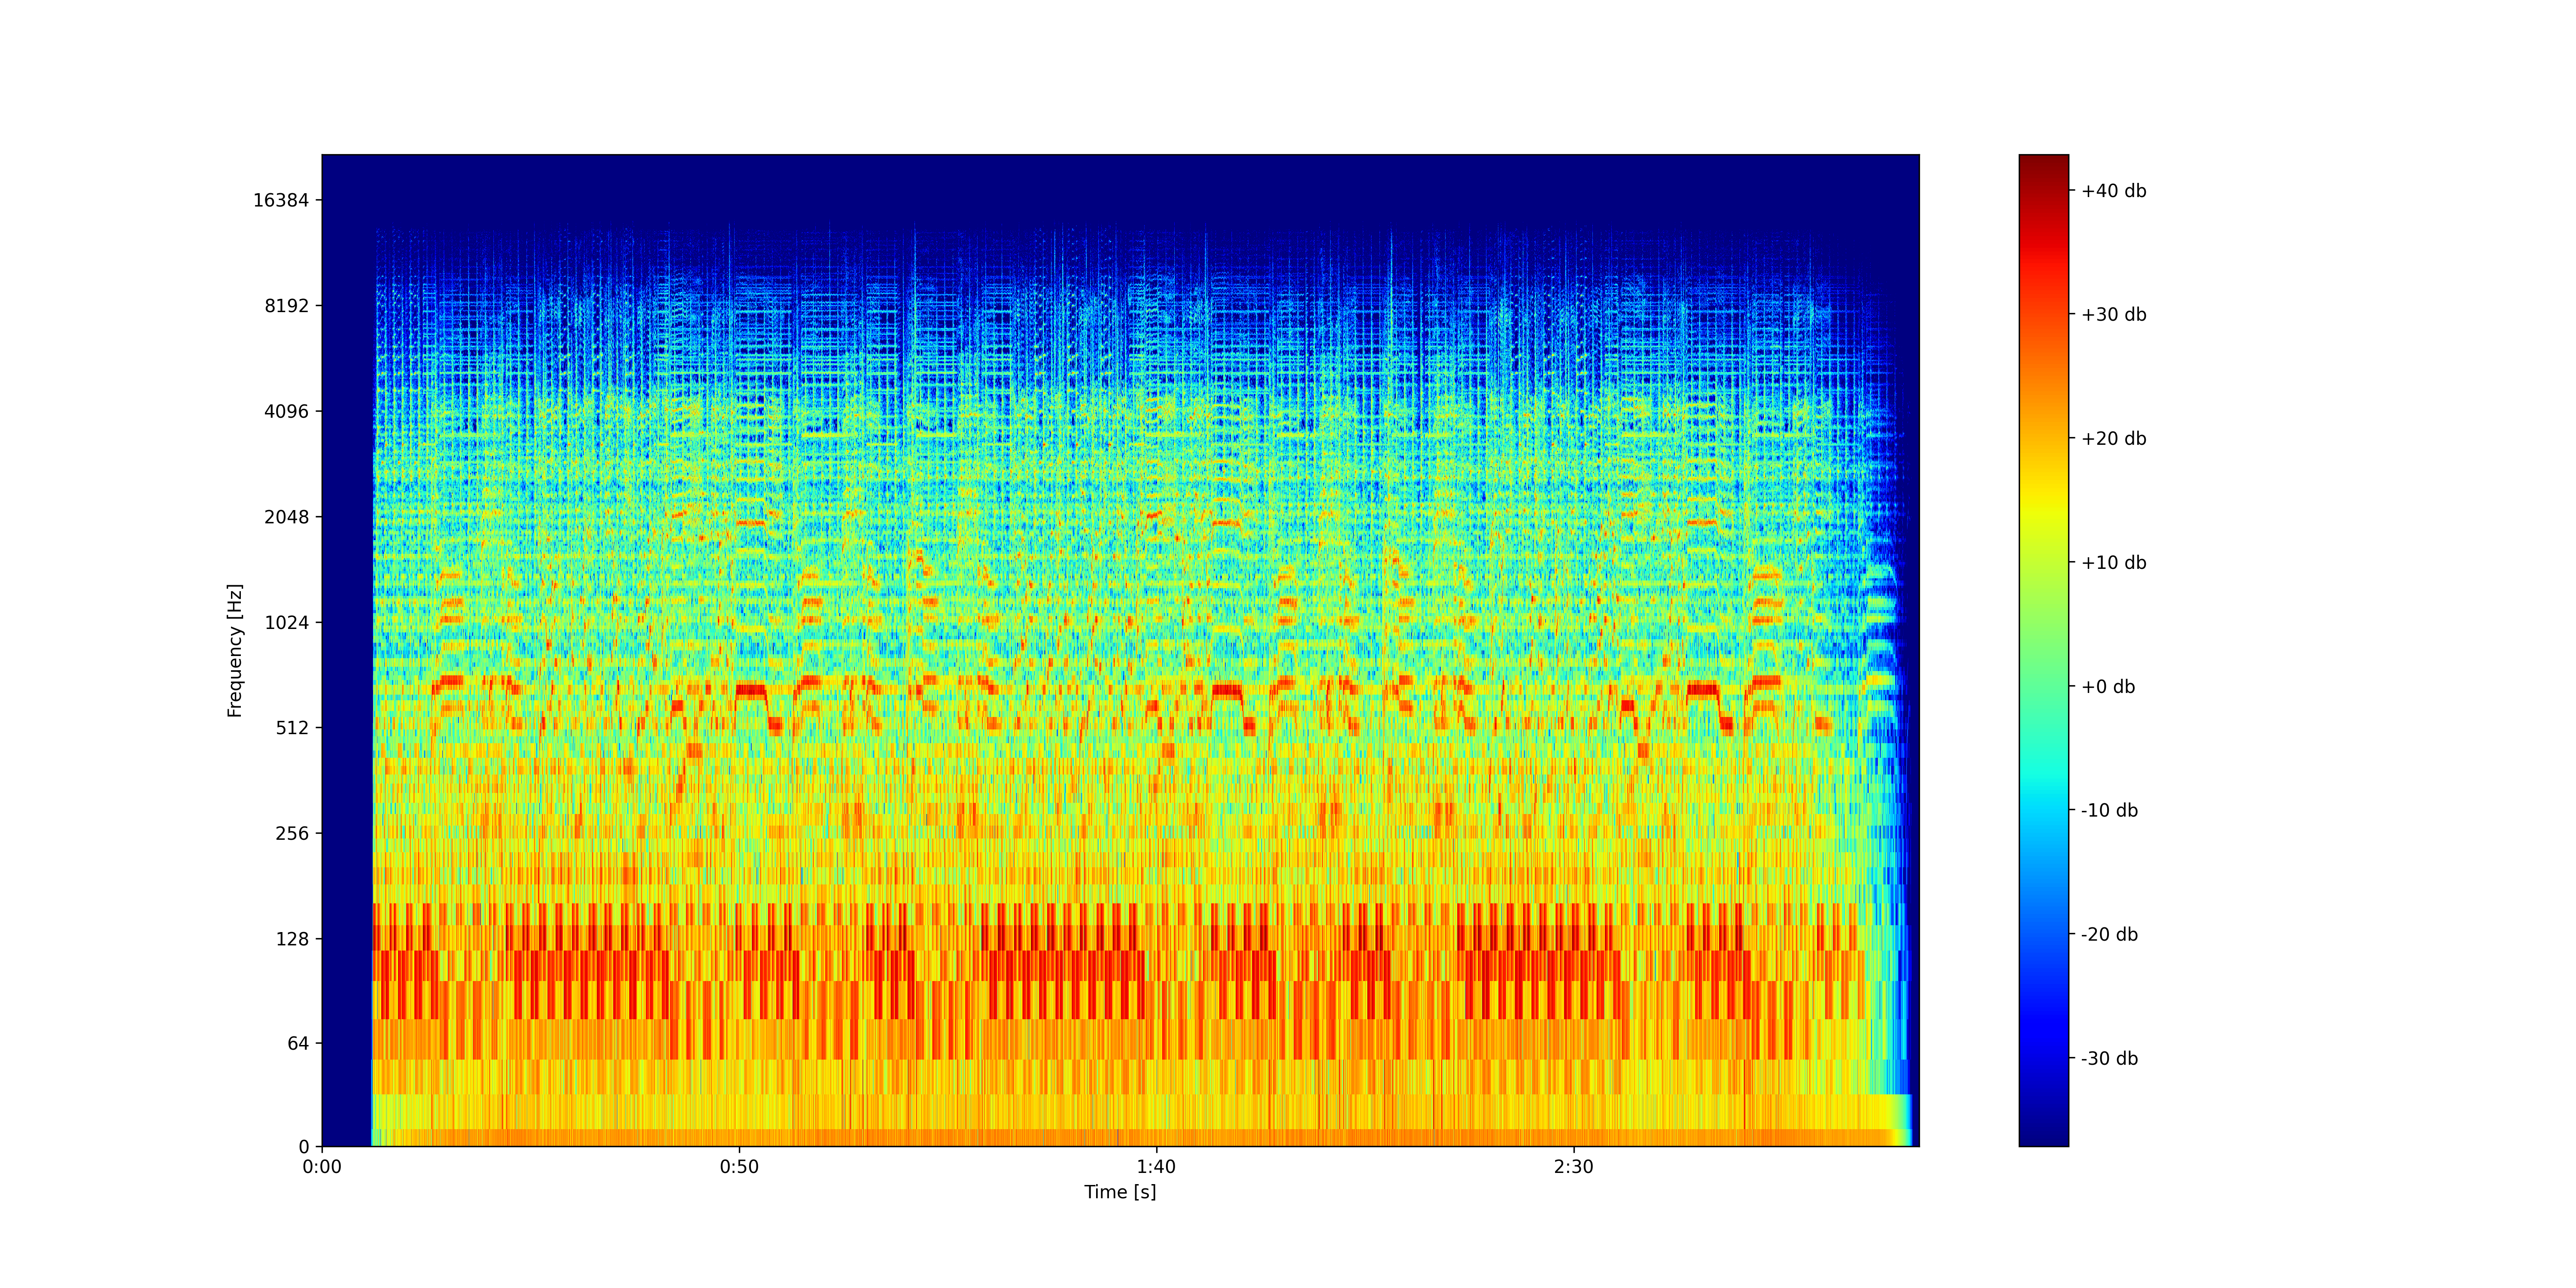 16384
8192
4096
2048
1024
512
256
128
64
0
Frequency [Hz]
0:00
0:50
1:40
2:30
Time [s]
+40 db
+30 db
+20 db
+10 db
+0 db
-10 db
-20 db
-30 db